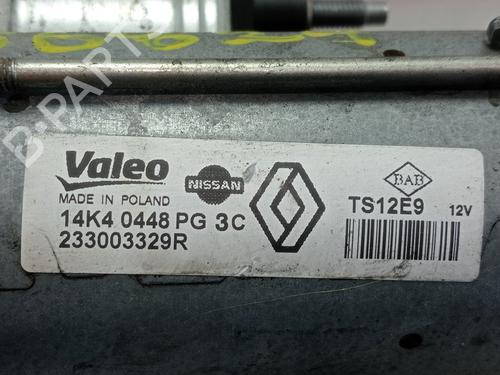 Valeo
MADE IN POLAND
NISSAN
14K4 0448 PG 3C
233003329R
BAB
TS12E9 12V
B-PARTS